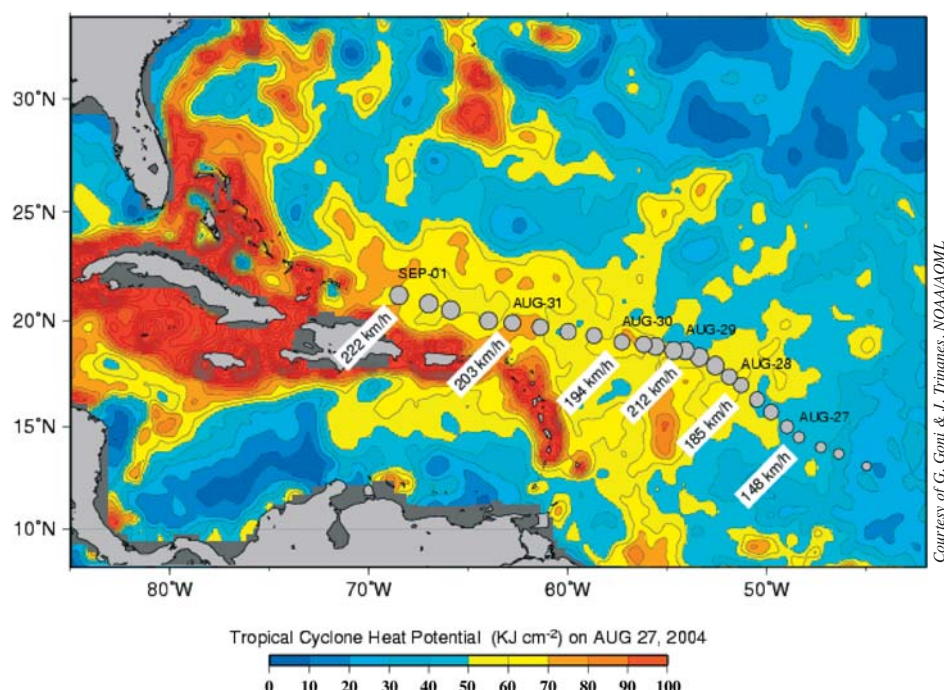 30°N
25°N
20°N
15°N
10°N
SEP-01
AUG-31
AUG-30
AUG-29
AUG-28
AUG-27
222 km/h
203 km/h
194 km/h
212 km/h
185 km/h
148 km/h
80°W
70°W
60°W
50°W
Courtesy of G. Goni & J. Trinanes, NOAA/AOML
Tropical Cyclone Heat Potential (KJ cm⁻²) on AUG 27, 2004
0 10 20 30 40 50 60 70 80 90 100